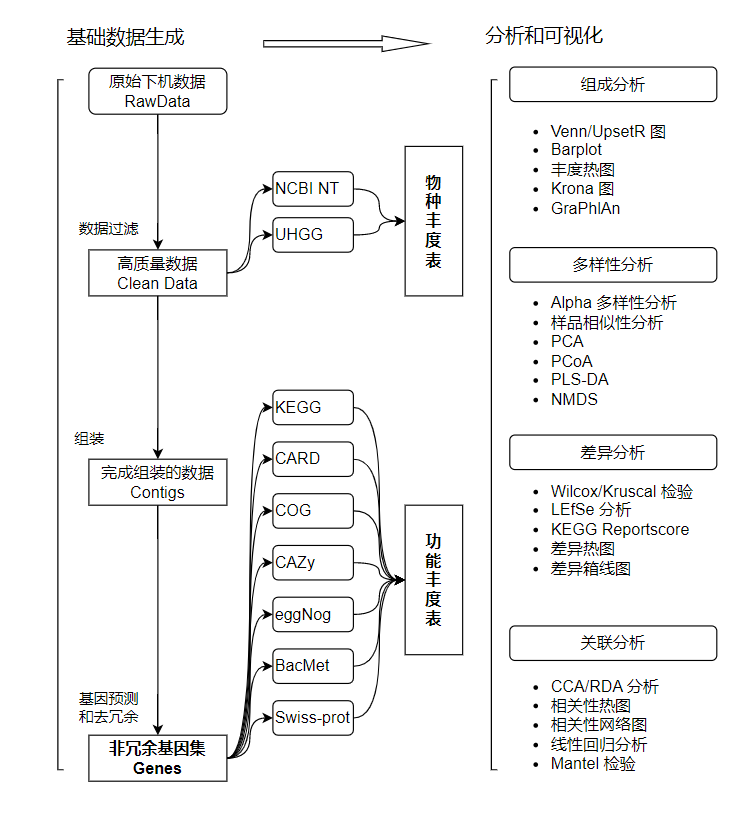 基础数据生成
分析和可视化
原始下机数据
RawData
数据过滤
高质量数据
Clean Data
组装
完成组装的数据
Contigs
基因预测
和去冗余
非冗余基因集
Genes
NCBI NT
UHGG
物种丰度表
KEGG
CARD
COG
CAZy
eggNog
BacMet
Swiss-prot
功能丰度表
组成分析
Venn/UpsetR 图
Barplot
丰度热图
Krona 图
GraPhlAn
多样性分析
Alpha 多样性分析
样品相似性分析
PCA
PCoA
PLS-DA
NMDS
差异分析
Wilcox/Kruscal 检验
LEfSe 分析
KEGG Reportscore
差异热图
差异箱线图
关联分析
CCA/RDA 分析
相关性热图
相关性网络图
线性回归分析
Mantel 检验